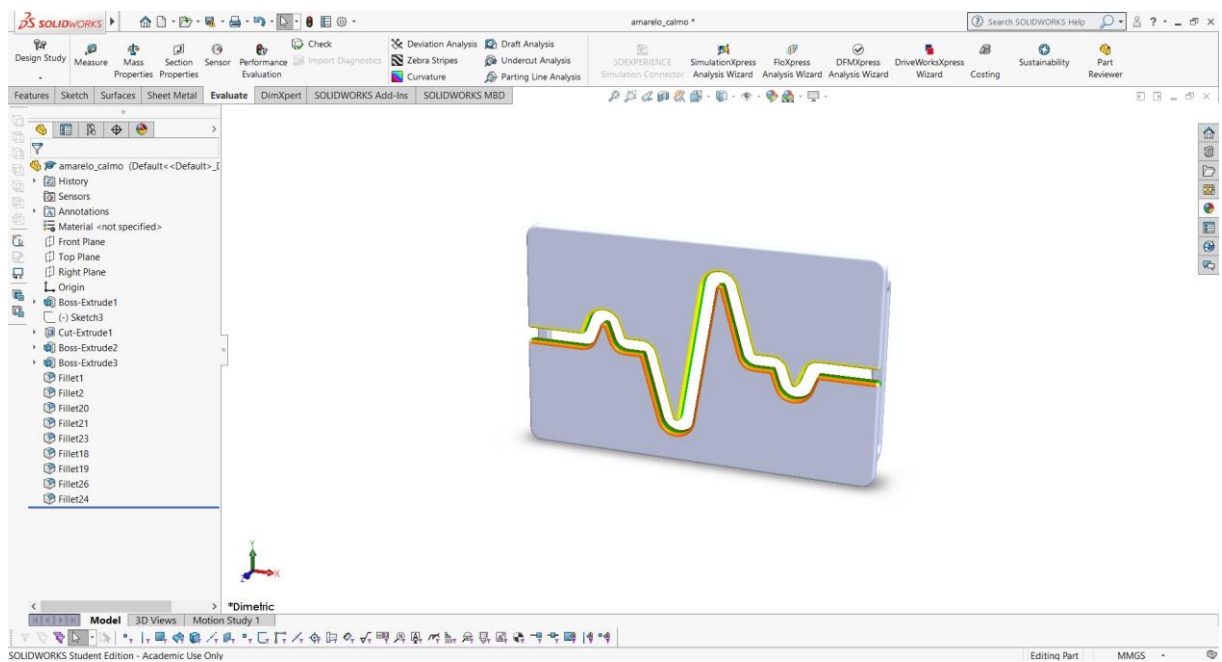 SOLIDWORKS
amarelo_calmo *
Search SOLIDWORKS Help
Design Study
Measure
Mass Properties
Section Properties
Sensor
Performance Evaluation
Check
Import Diagnostics
Deviation Analysis
Zebra Stripes
Curvature
Draft Analysis
Undercut Analysis
Parting Line Analysis
3DEXPERIENCE Simulation Connector
SimulationXpress Analysis Wizard
FloXpress Analysis Wizard
DFMXpress Analysis Wizard
DriveWorksXpress Wizard
Costing
Sustainability
Part Reviewer
Features Sketch Surfaces Sheet Metal Evaluate DimXpert SOLIDWORKS Add-Ins SOLIDWORKS MBD
amarelo_calmo (Default<<Default>_
History
Sensors
Annotations
Material <not specified>
Front Plane
Top Plane
Right Plane
Origin
Boss-Extrude1
(-) Sketch3
Cut-Extrude1
Boss-Extrude2
Boss-Extrude3
Fillet1
Fillet2
Fillet20
Fillet21
Fillet23
Fillet18
Fillet19
Fillet26
Fillet24
Y
X
Z
*Dimetric
Model 3D Views Motion Study 1
SOLIDWORKS Student Edition - Academic Use Only
Editing Part MMGS